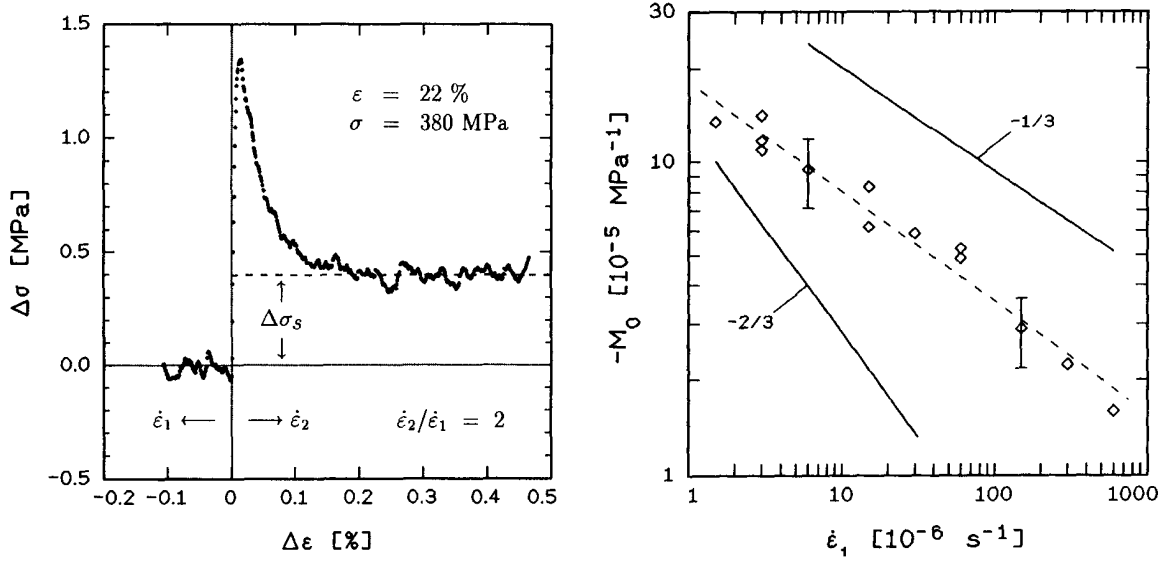 1.5
1.0
0.5
0.0
-0.5
Δσ [MPa]
ε = 22 %
σ = 380 MPa
Δσₛ
ε̇₁ ← → ε̇₂ ε̇₂/ε̇₁ = 2
-0.2 -0.1 0 0.1 0.2 0.3 0.4 0.5
Δε [%]
30
10
1
-M₀ [10⁻⁵ MPa⁻¹]
-1/3
-2/3
1 10 100 1000
ε̇₁ [10⁻⁶ s⁻¹]